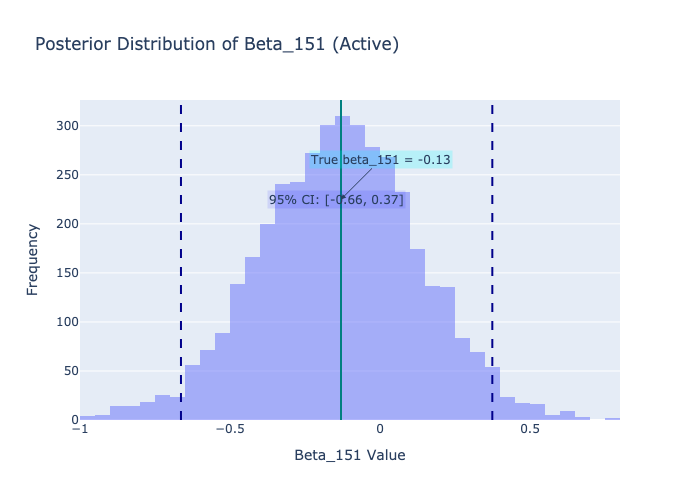 Posterior Distribution of Beta_151 (Active)
300
True beta_151 = -0.13
250
95% CI: [-0.66, 0.37]
200
Frequency
150
100
50
0
−1
−0.5
0
0.5
Beta_151 Value